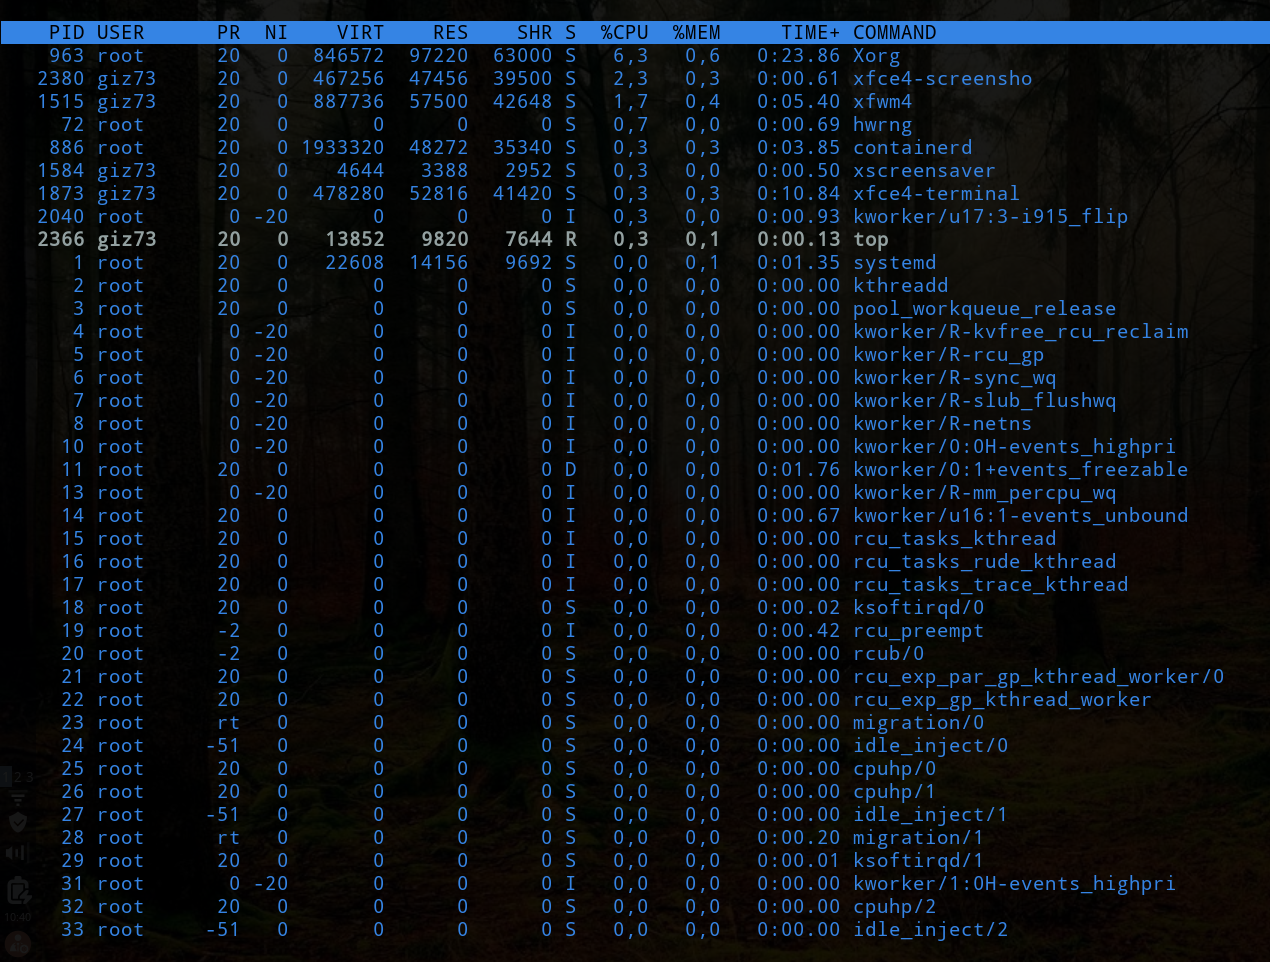 PID USER PR NI VIRT RES SHR S %CPU %MEM TIME+ COMMAND
963 root 20 0 846572 97220 63000 S 6,3 0,6 0:23.86 Xorg
2380 giz73 20 0 467256 47456 39500 S 2,3 0,3 0:00.61 xfce4-screensho
1515 giz73 20 0 887736 57500 42648 S 1,7 0,4 0:05.40 xfwm4
72 root 20 0 0 0 0 S 0,7 0,0 0:00.69 hwrng
886 root 20 0 1933320 48272 35340 S 0,3 0,3 0:03.85 containerd
1584 giz73 20 0 4644 3388 2952 S 0,3 0,0 0:00.50 xscreensaver
1873 giz73 20 0 478280 52816 41420 S 0,3 0,3 0:10.84 xfce4-terminal
2040 root 0 -20 0 0 0 I 0,3 0,0 0:00.93 kworker/u17:3-i915_flip
2366 giz73 20 0 13852 9820 7644 R 0,3 0,1 0:00.13 top
1 root 20 0 22608 14156 9692 S 0,0 0,1 0:01.35 systemd
2 root 20 0 0 0 0 S 0,0 0,0 0:00.00 kthreadd
3 root 20 0 0 0 0 S 0,0 0,0 0:00.00 pool_workqueue_release
4 root 0 -20 0 0 0 I 0,0 0,0 0:00.00 kworker/R-kvfree_rcu_reclaim
5 root 0 -20 0 0 0 I 0,0 0,0 0:00.00 kworker/R-rcu_gp
6 root 0 -20 0 0 0 I 0,0 0,0 0:00.00 kworker/R-sync_wq
7 root 0 -20 0 0 0 I 0,0 0,0 0:00.00 kworker/R-slub_flushwq
8 root 0 -20 0 0 0 I 0,0 0,0 0:00.00 kworker/R-netns
10 root 0 -20 0 0 0 I 0,0 0,0 0:00.00 kworker/0:0H-events_highpri
11 root 20 0 0 0 0 D 0,0 0,0 0:01.76 kworker/0:1+events_freezable
13 root 0 -20 0 0 0 I 0,0 0,0 0:00.00 kworker/R-mm_percpu_wq
14 root 20 0 0 0 0 I 0,0 0,0 0:00.67 kworker/u16:1-events_unbound
15 root 20 0 0 0 0 I 0,0 0,0 0:00.00 rcu_tasks_kthread
16 root 20 0 0 0 0 I 0,0 0,0 0:00.00 rcu_tasks_rude_kthread
17 root 20 0 0 0 0 I 0,0 0,0 0:00.00 rcu_tasks_trace_kthread
18 root 20 0 0 0 0 S 0,0 0,0 0:00.02 ksoftirqd/0
19 root -2 0 0 0 0 I 0,0 0,0 0:00.42 rcu_preempt
20 root -2 0 0 0 0 S 0,0 0,0 0:00.00 rcub/0
21 root 20 0 0 0 0 S 0,0 0,0 0:00.00 rcu_exp_par_gp_kthread_worker/0
22 root 20 0 0 0 0 S 0,0 0,0 0:00.00 rcu_exp_gp_kthread_worker
23 root rt 0 0 0 0 S 0,0 0,0 0:00.00 migration/0
24 root -51 0 0 0 0 S 0,0 0,0 0:00.00 idle_inject/0
25 root 20 0 0 0 0 S 0,0 0,0 0:00.00 cpuhp/0
1 2 3
26 root 20 0 0 0 0 S 0,0 0,0 0:00.00 cpuhp/1
27 root -51 0 0 0 0 S 0,0 0,0 0:00.00 idle_inject/1
28 root rt 0 0 0 0 S 0,0 0,0 0:00.20 migration/1
29 root 20 0 0 0 0 S 0,0 0,0 0:00.01 ksoftirqd/1
31 root 0 -20 0 0 0 I 0,0 0,0 0:00.00 kworker/1:0H-events_highpri
32 root 20 0 0 0 0 S 0,0 0,0 0:00.00 cpuhp/2
10:40
33 root -51 0 0 0 0 S 0,0 0,0 0:00.00 idle_inject/2